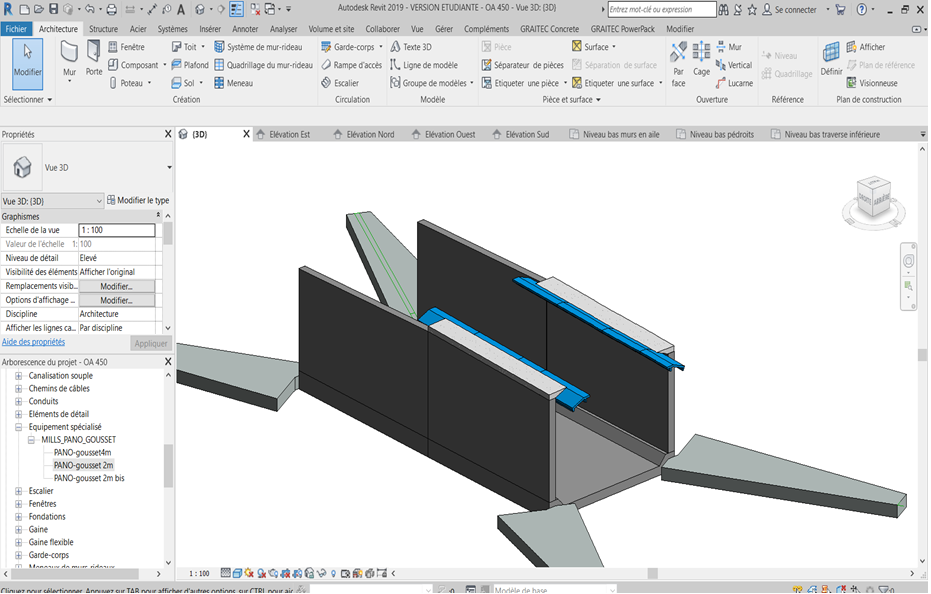 Autodesk Revit 2019 - VERSION ETUDIANTE - OA 450 - Vue 3D: {3D}
Entrez mot-clé ou expression
Se connecter
Fichier Architecture Structure Acier Systèmes Insérer Annoter Analyser Volume et site Collaborer Vue Gérer Compléments GRAITEC Concrete GRAITEC PowerPack Modifier
Modifier
Mur
Porte
Fenêtre
Composant
Poteau
Toit
Plafond
Sol
Système de mur-rideau
Quadrillage du mur-rideau
Meneau
Garde-corps
Rampe d'accès
Escalier
Texte 3D
Ligne de modèle
Groupe de modèles
Pièce
Séparateur de pièces
Etiqueter une pièce
Surface
Séparation de surface
Etiqueter une surface
Par face
Cage
Mur
Vertical
Lucarne
Niveau
Quadrillage
Définir
Afficher
Plan de référence
Visionneuse
Sélectionner Création Circulation Modèle Pièce et surface Ouverture Référence Plan de construction
Propriétés X
{3D} X Elévation Est Elévation Nord Elévation Ouest Elévation Sud Niveau bas murs en aile Niveau bas pédroits Niveau bas traverse inférieure
Vue 3D
Vue 3D: {3D} Modifier le type
Graphismes
Echelle de la vue 1 : 100
Valeur de l'échelle 1: 100
Niveau de détail Elevé
Visibilité des éléments Afficher l'original
Remplacements visib... Modifier...
Options d'affichage ... Modifier...
Discipline Architecture
Afficher les lignes ca... Par discipline
Aide des propriétés Appliquer
Arborescence du projet - OA 450 X
Canalisation souple
Chemins de câbles
Conduits
Eléments de détail
Equipement spécialisé
MILLS_PANO_GOUSSET
PANO-gousset4m
PANO-gousset 2m
PANO-gousset 2m bis
Escalier
Fenêtres
Fondations
Gaine
Gaine flexible
Garde-corps
Meneaux de murs-rideaux
1 : 100
Cliquez pour sélectionner. Appuyez sur TAB pour afficher d'autres options, sur CTRL pour aj
:0
Modèle de base